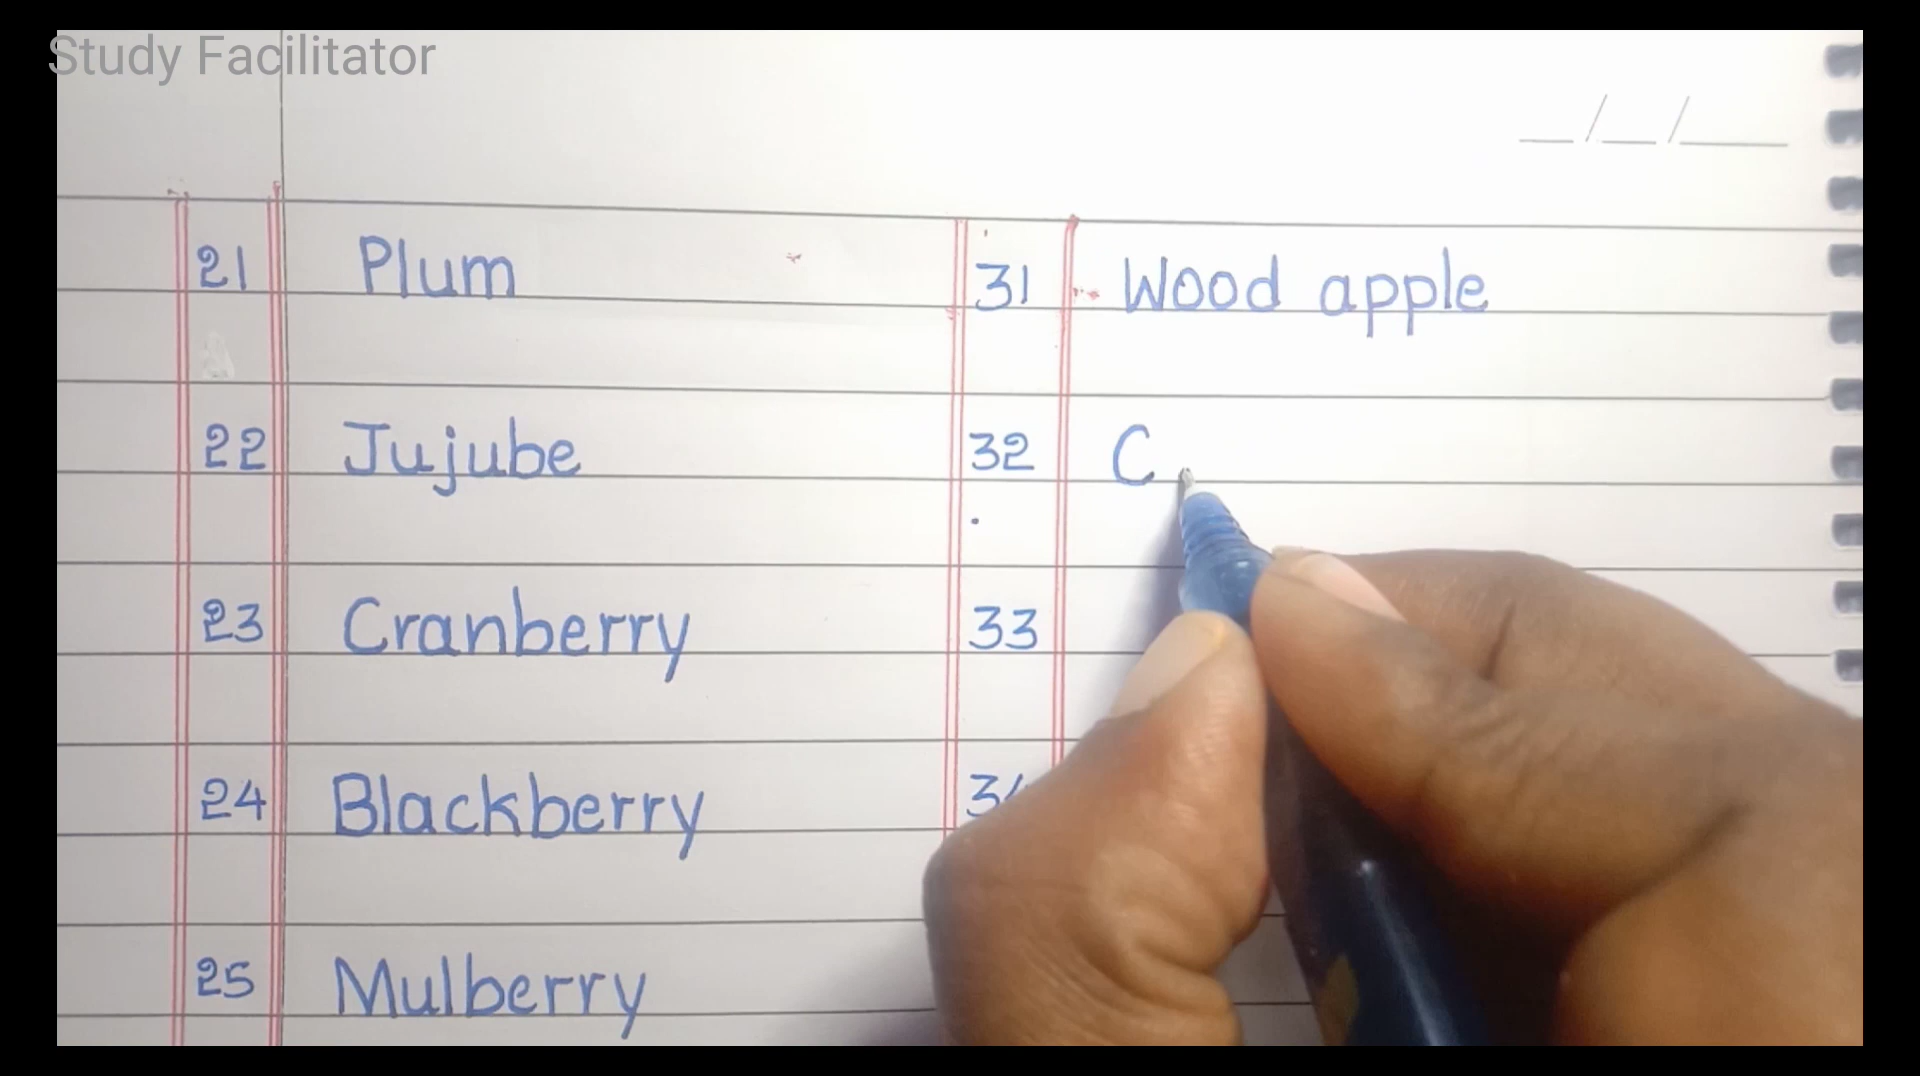 Study Facilitator
21 Plum
22 Jujube
23 Cranberry
24 Blackberry
25 Mulberry
31 Wood apple
32 C
33